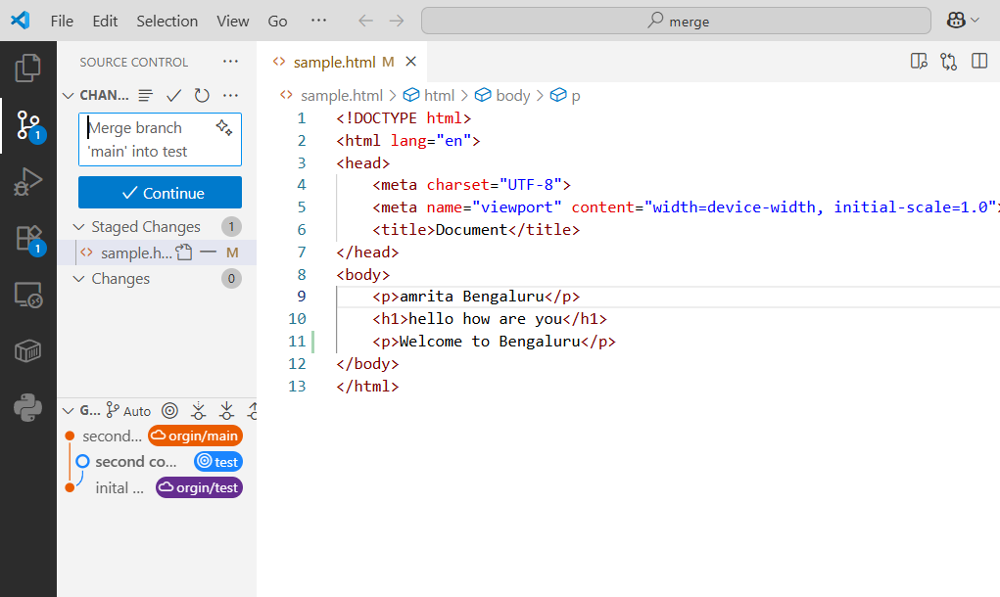 File Edit Selection View Go ··· merge
SOURCE CONTROL ···
CHAN... ···
Merge branch
'main' into test
Continue
Staged Changes 1
sample.h... M
Changes 0
1
1
G... Auto
second... orgin/main
second co... test
inital ... orgin/test
sample.html M
sample.html > html > body > p
1 <!DOCTYPE html>
2 <html lang="en">
3 <head>
4 <meta charset="UTF-8">
5 <meta name="viewport" content="width=device-width, initial-scale=1.0">
6 <title>Document</title>
7 </head>
8 <body>
9 <p>amrita Bengaluru</p>
10 <h1>hello how are you</h1>
11 <p>Welcome to Bengaluru</p>
12 </body>
13 </html>